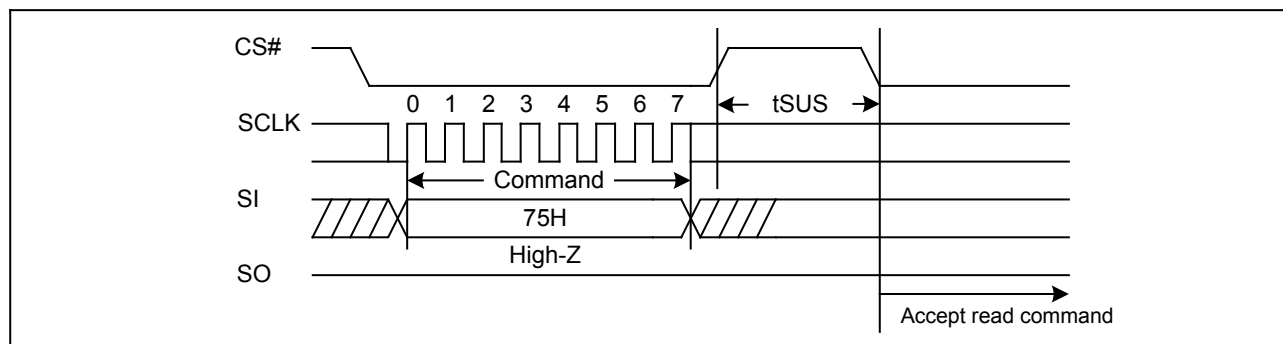 CS#
tSUS
0 1 2 3 4 5 6 7
SCLK
Command
SI
75H
High-Z
SO
Accept read command